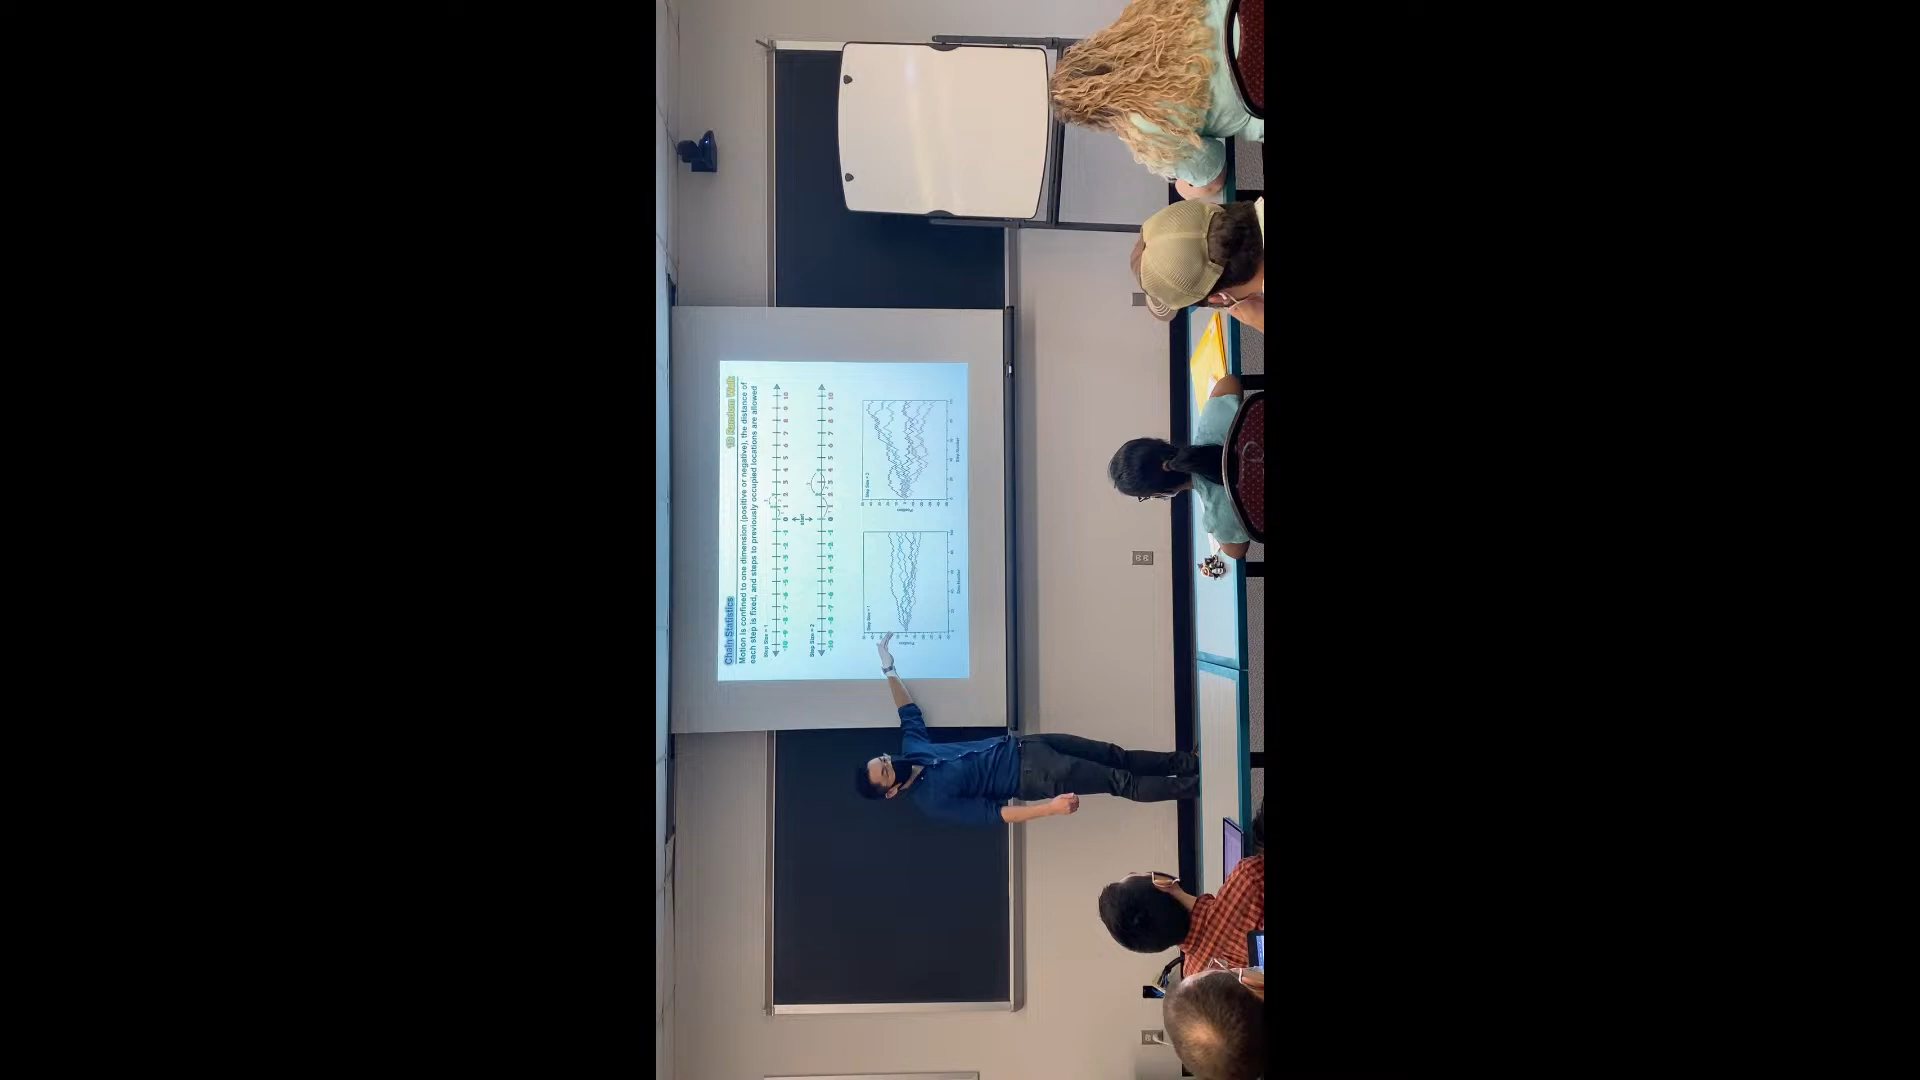 Chain Statistics
1D Random Walk
Motion is confined to one dimension (positive or negative), the distance of
each step is fixed, and steps to previously occupied locations are allowed
Step Size = 1
-10 -9 -8 -7 -6 -5 -4 -3 -2 -1 0 1 2 3 4 5 6 7 8 9 10
start
Step Size = 2
-10 -9 -8 -7 -6 -5 -4 -3 -2 -1 0 1 2 3 4 5 6 7 8 9 10
Step Size = 1
Position
Step Number
Step Size = 2
Position
Step Number